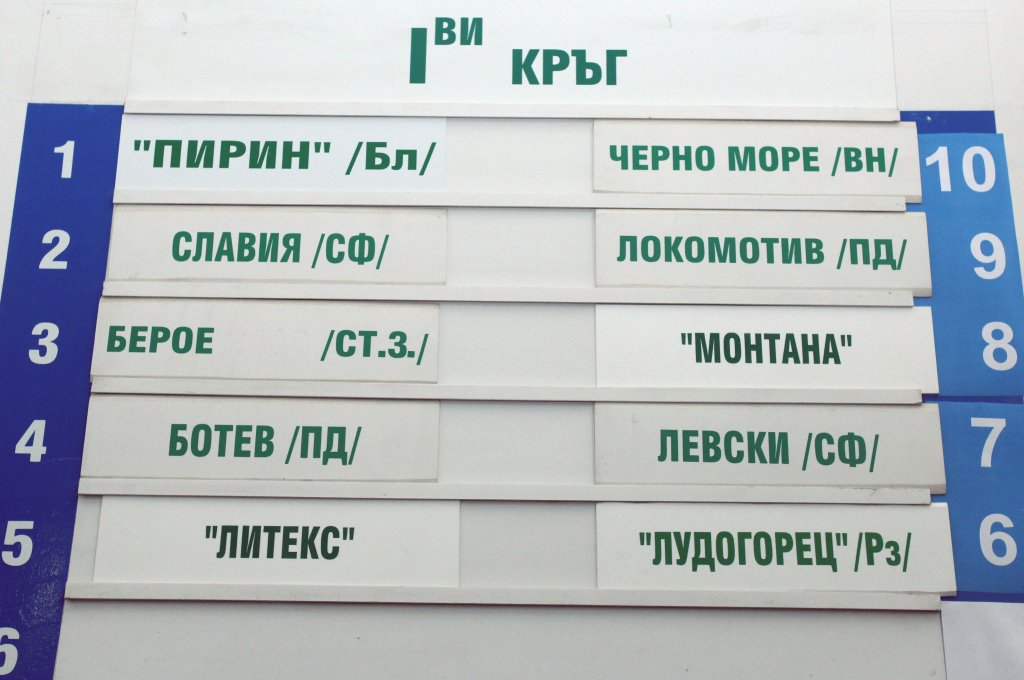 Iви КРЪГ
1 "ПИРИН" /Бл/ ЧЕРНО МОРЕ /ВН/ 10
2 СЛАВИЯ /СФ/ ЛОКОМОТИВ /ПД/ 9
3 БЕРОЕ /СТ.З./ "МОНТАНА" 8
4 БОТЕВ /ПД/ ЛЕВСКИ /СФ/ 7
5 "ЛИТЕКС" "ЛУДОГОРЕЦ" /Рз/ 6
6